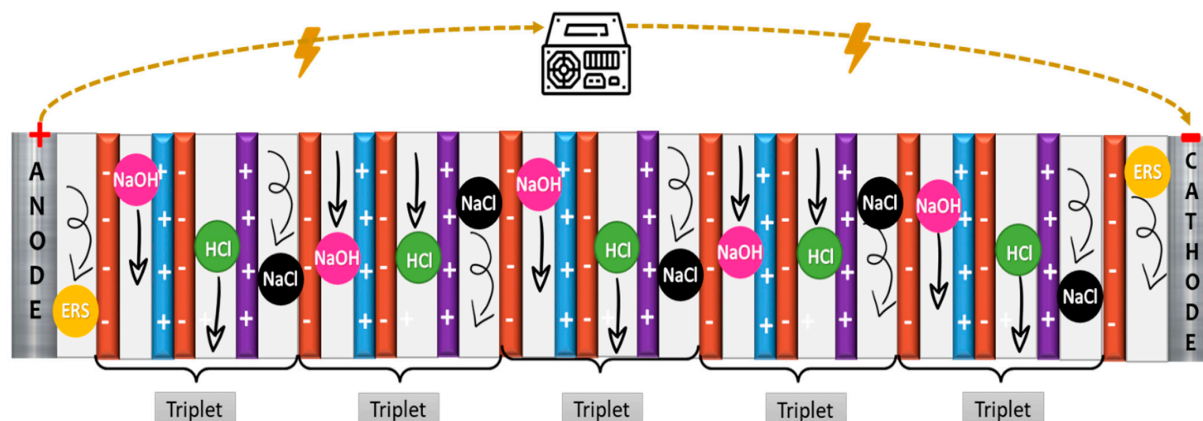 ANODE
ERS
NaOH
HCl
NaCl
NaOH
HCl
NaCl
NaOH
HCl
NaCl
NaOH
HCl
NaCl
NaOH
HCl
NaCl
ERS
CATHODE
Triplet
Triplet
Triplet
Triplet
Triplet